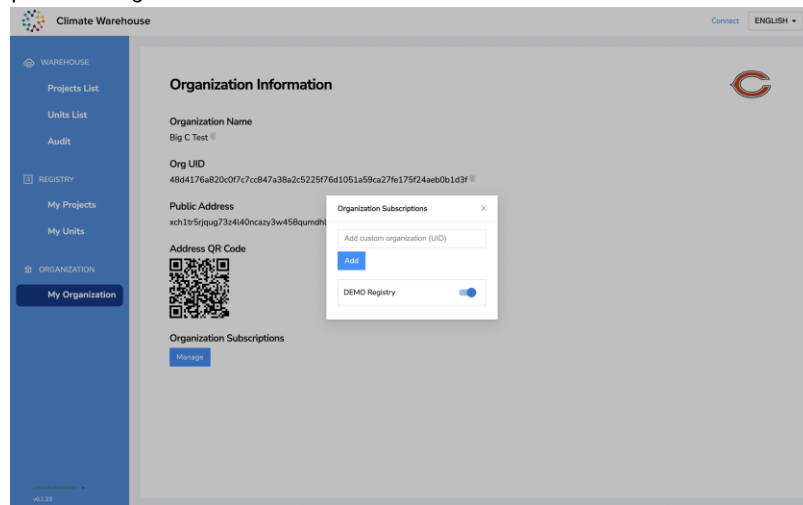 Climate Warehouse
Connect
ENGLISH
WAREHOUSE
Projects List
Units List
Audit
REGISTRY
My Projects
My Units
ORGANIZATION
My Organization
v0.1.23
Organization Information
Organization Name
Big C Test
Org UID
48d4176a820c0f7c7cc847a38a2c5225f76d1051a59ca27fe175f24aeb0b1d3f
Public Address
xch1tr5rjqug73z4l40ncazy3w458qumdhl
Address QR Code
Organization Subscriptions
Manage
Organization Subscriptions
Add custom organization (UID)
Add
DEMO Registry